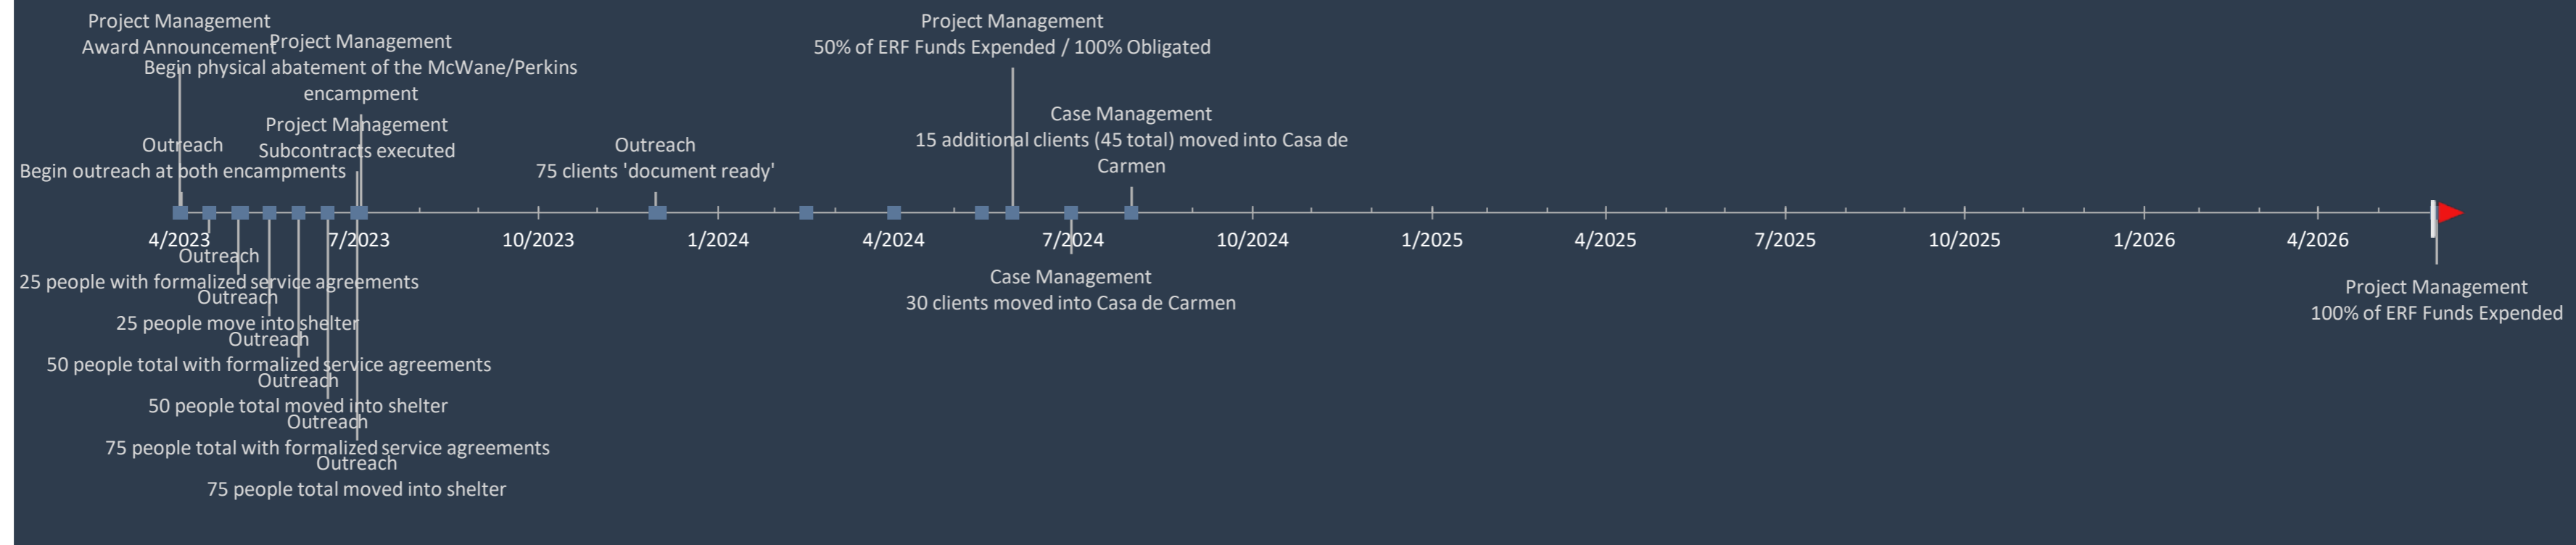 Project Management
Award Announcement
Project Management
Begin physical abatement of the McWane/Perkins
encampment
Project Management
Subcontracts executed
Outreach
Begin outreach at both encampments
Outreach
75 clients 'document ready'
Project Management
50% of ERF Funds Expended / 100% Obligated
Case Management
15 additional clients (45 total) moved into Casa de
Carmen
4/2023
7/2023
10/2023
1/2024
4/2024
7/2024
10/2024
1/2025
4/2025
7/2025
10/2025
1/2026
4/2026
Outreach
25 people with formalized service agreements
Outreach
25 people move into shelter
Outreach
50 people total with formalized service agreements
Outreach
50 people total moved into shelter
Outreach
75 people total with formalized service agreements
Outreach
75 people total moved into shelter
Case Management
30 clients moved into Casa de Carmen
Project Management
100% of ERF Funds Expended